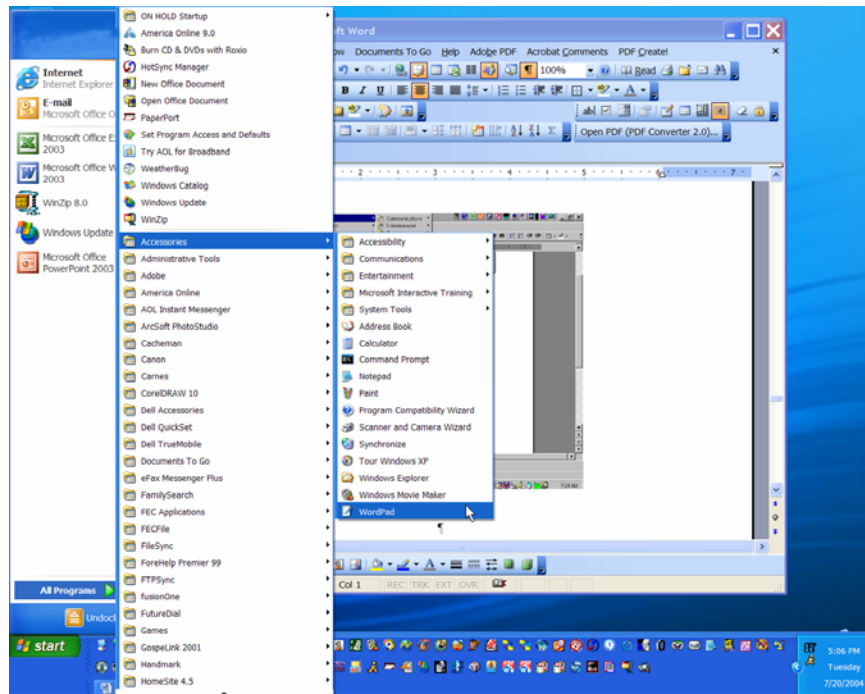 Internet
Internet Explorer
E-mail
Microsoft Office O
Microsoft Office E
2003
Microsoft Office W
2003
WinZip 8.0
Windows Update
Microsoft Office
PowerPoint 2003
All Programs
Undoc
start
ON HOLD Startup
America Online 9.0
Burn CD & DVDs with Roxio
HotSync Manager
New Office Document
Open Office Document
PaperPort
Set Program Access and Defaults
Try AOL for Broadband
WeatherBug
Windows Catalog
Windows Update
WinZip
Accessories
Administrative Tools
Adobe
America Online
AOL Instant Messenger
ArcSoft PhotoStudio
Cacheman
Canon
Carnes
CorelDRAW 10
Dell Accessories
Dell QuickSet
Dell TrueMobile
Documents To Go
eFax Messenger Plus
FamilySearch
FEC Applications
FECFile
FileSync
ForeHelp Premier 99
FTPSync
fusionOne
FutureDial
Games
GospeLink 2001
Handmark
HomeSite 4.5
Accessibility
Communications
Entertainment
Microsoft Interactive Training
System Tools
Address Book
Calculator
Command Prompt
Notepad
Paint
Program Compatibility Wizard
Scanner and Camera Wizard
Synchronize
Tour Windows XP
Windows Explorer
Windows Movie Maker
WordPad
ft Word
ow Documents To Go Help Adobe PDF Acrobat Comments PDF Create!
100% Read
B I U
Open PDF (PDF Converter 2.0)...
2 3 4 5 6 7
Col 1 REC TRK EXT OVR
5:06 PM
Tuesday
7/20/2004